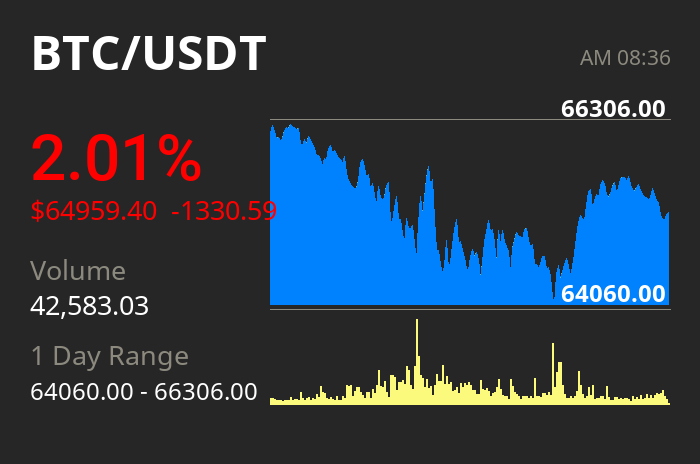 BTC/USDT
AM 08:36
66306.00
2.01%
$64959.40 -1330.59
Volume
42,583.03
64060.00
1 Day Range
64060.00 - 66306.00